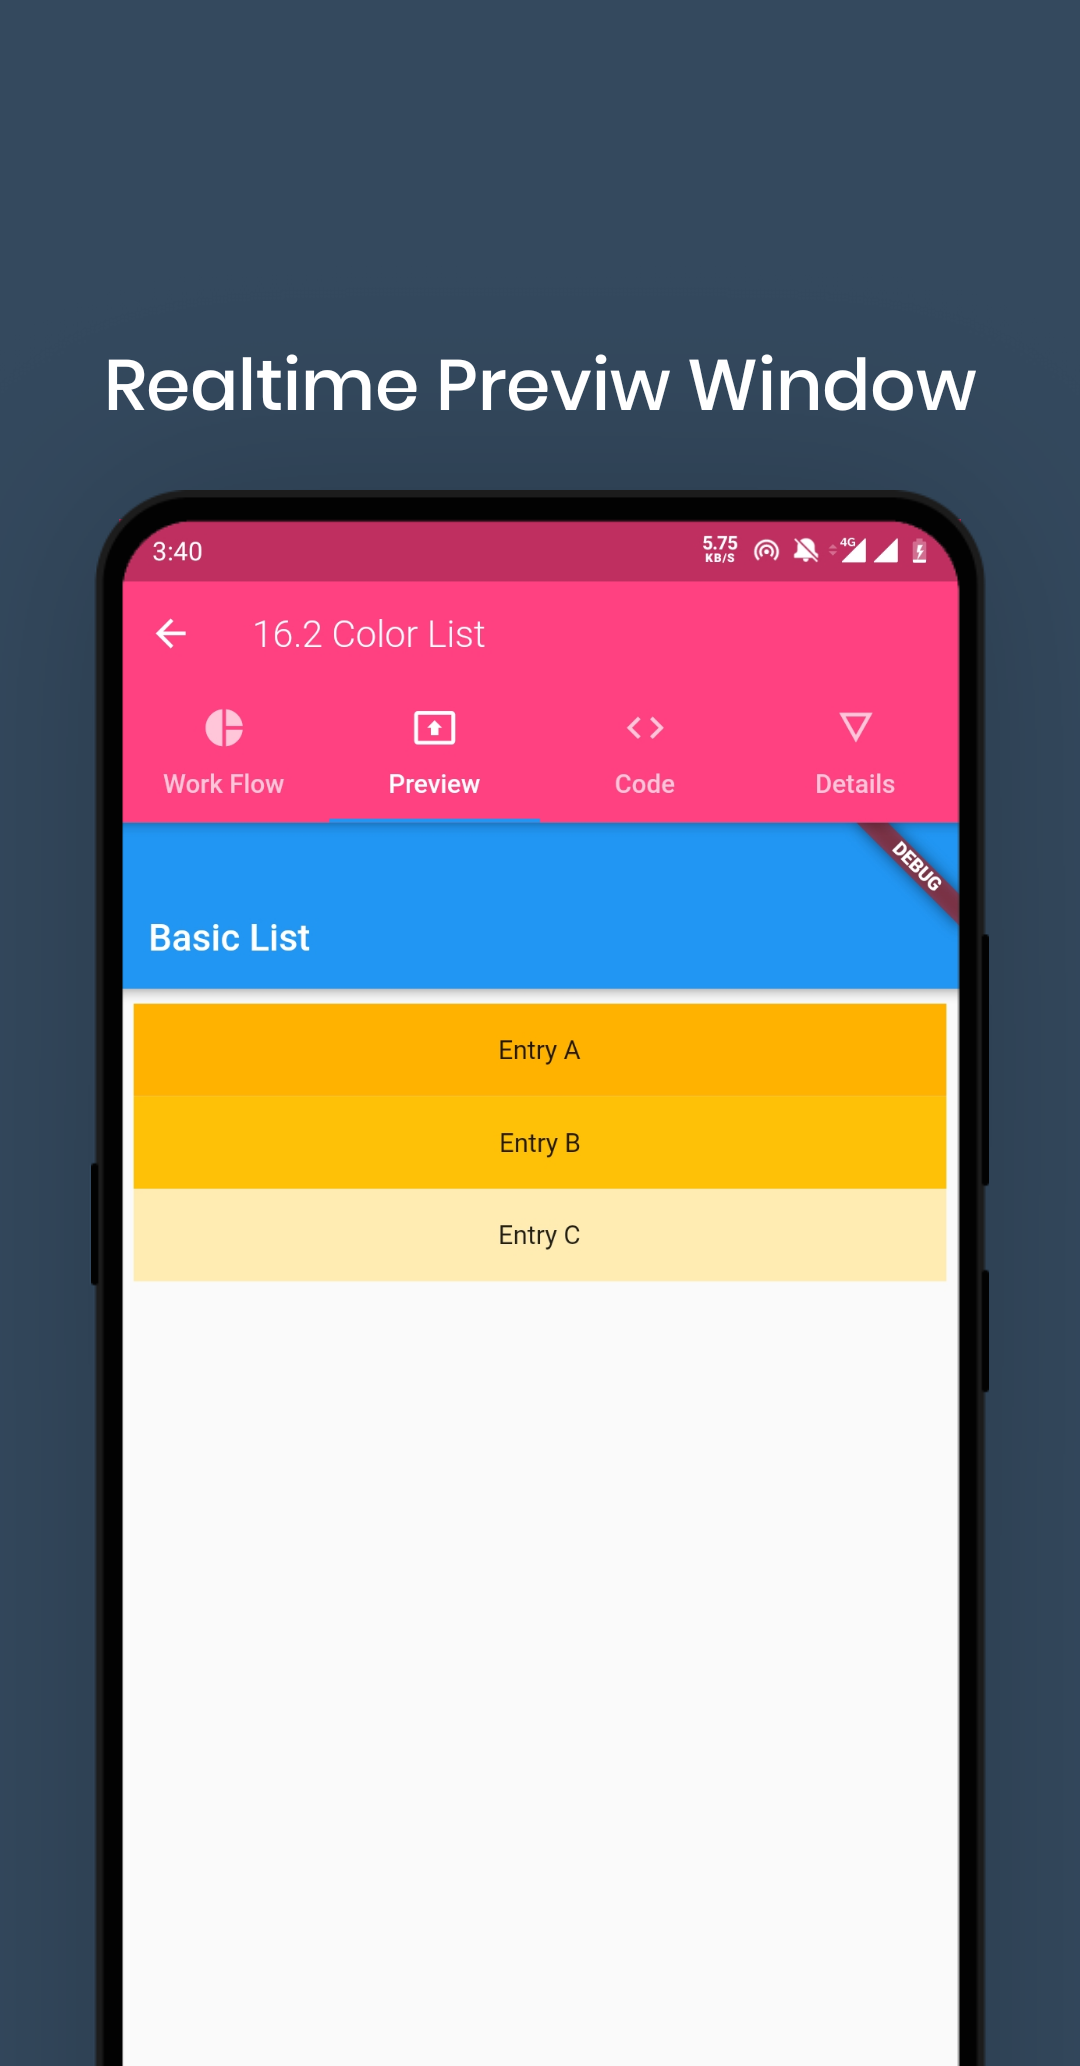 Realtime Previw Window
3:40
5.75
KB/S
4G
16.2 Color List
Work Flow
Preview
Code
Details
DEBUG
Basic List
Entry A
Entry B
Entry C